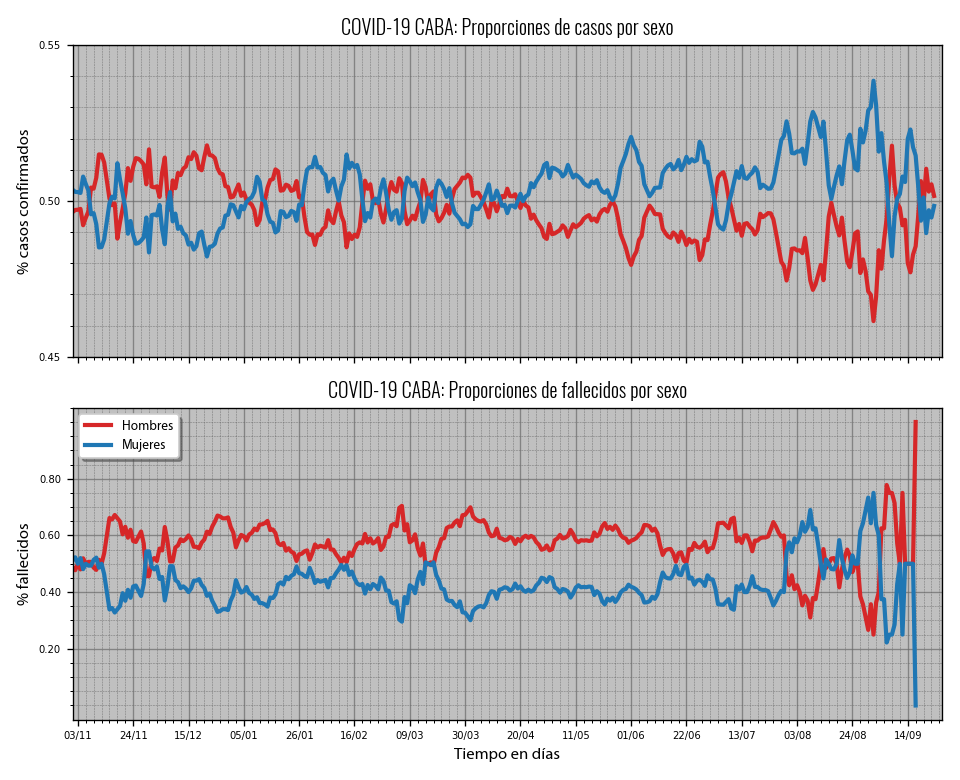 COVID-19 CABA: Proporciones de casos por sexo
0.55
0.50
0.45
% casos confirmados
COVID-19 CABA: Proporciones de fallecidos por sexo
Hombres
Mujeres
0.80
0.60
0.40
0.20
% fallecidos
03/11 24/11 15/12 05/01 26/01 16/02 09/03 30/03 20/04 11/05 01/06 22/06 13/07 03/08 24/08 14/09
Tiempo en días